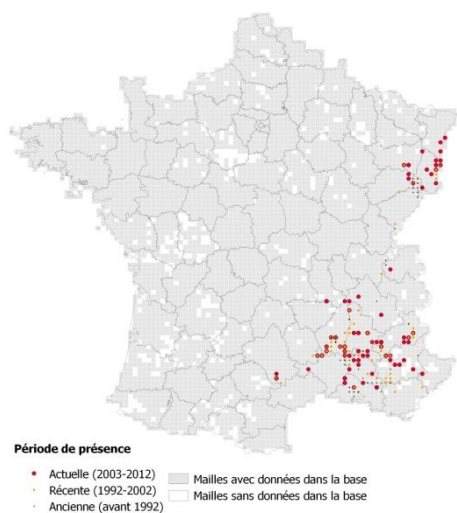 Période de présence
Actuelle (2003-2012)
Récente (1992-2002)
Ancienne (avant 1992)
Mailles avec données dans la base
Mailles sans données dans la base